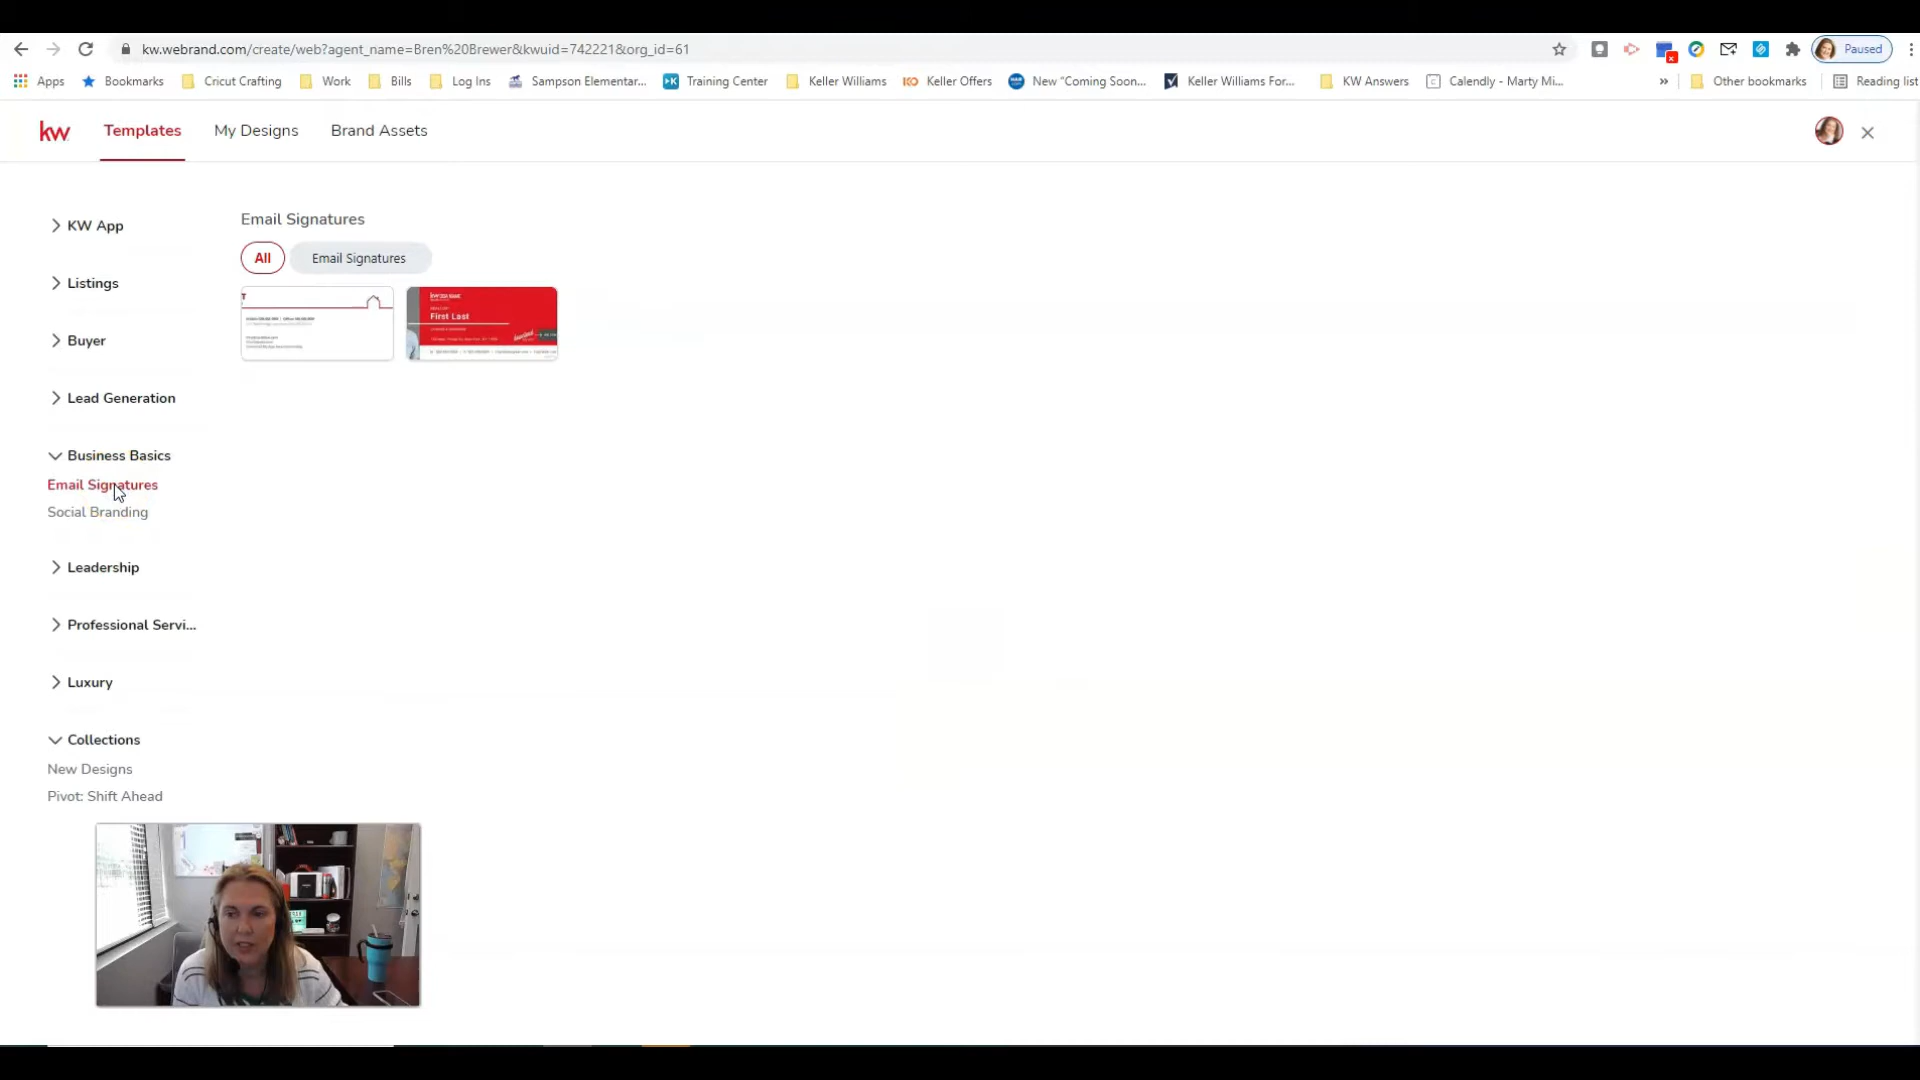 kw.webrand.com/create/web?agent_name=Bren%20Brewer&kwuid=742221&org_id=61
Paused
Apps
Bookmarks
Cricut Crafting
Work
Bills
Log Ins
Sampson Elementar...
Training Center
Keller Williams
Keller Offers
New "Coming Soon...
Keller Williams For...
KW Answers
Calendly - Marty Mi...
»
Other bookmarks
Reading list
kw
Templates
My Designs
Brand Assets
KW App
Listings
Buyer
Lead Generation
Business Basics
Email Signatures
Social Branding
Leadership
Professional Servi...
Luxury
Collections
New Designs
Pivot: Shift Ahead
Email Signatures
All
Email Signatures
First Last